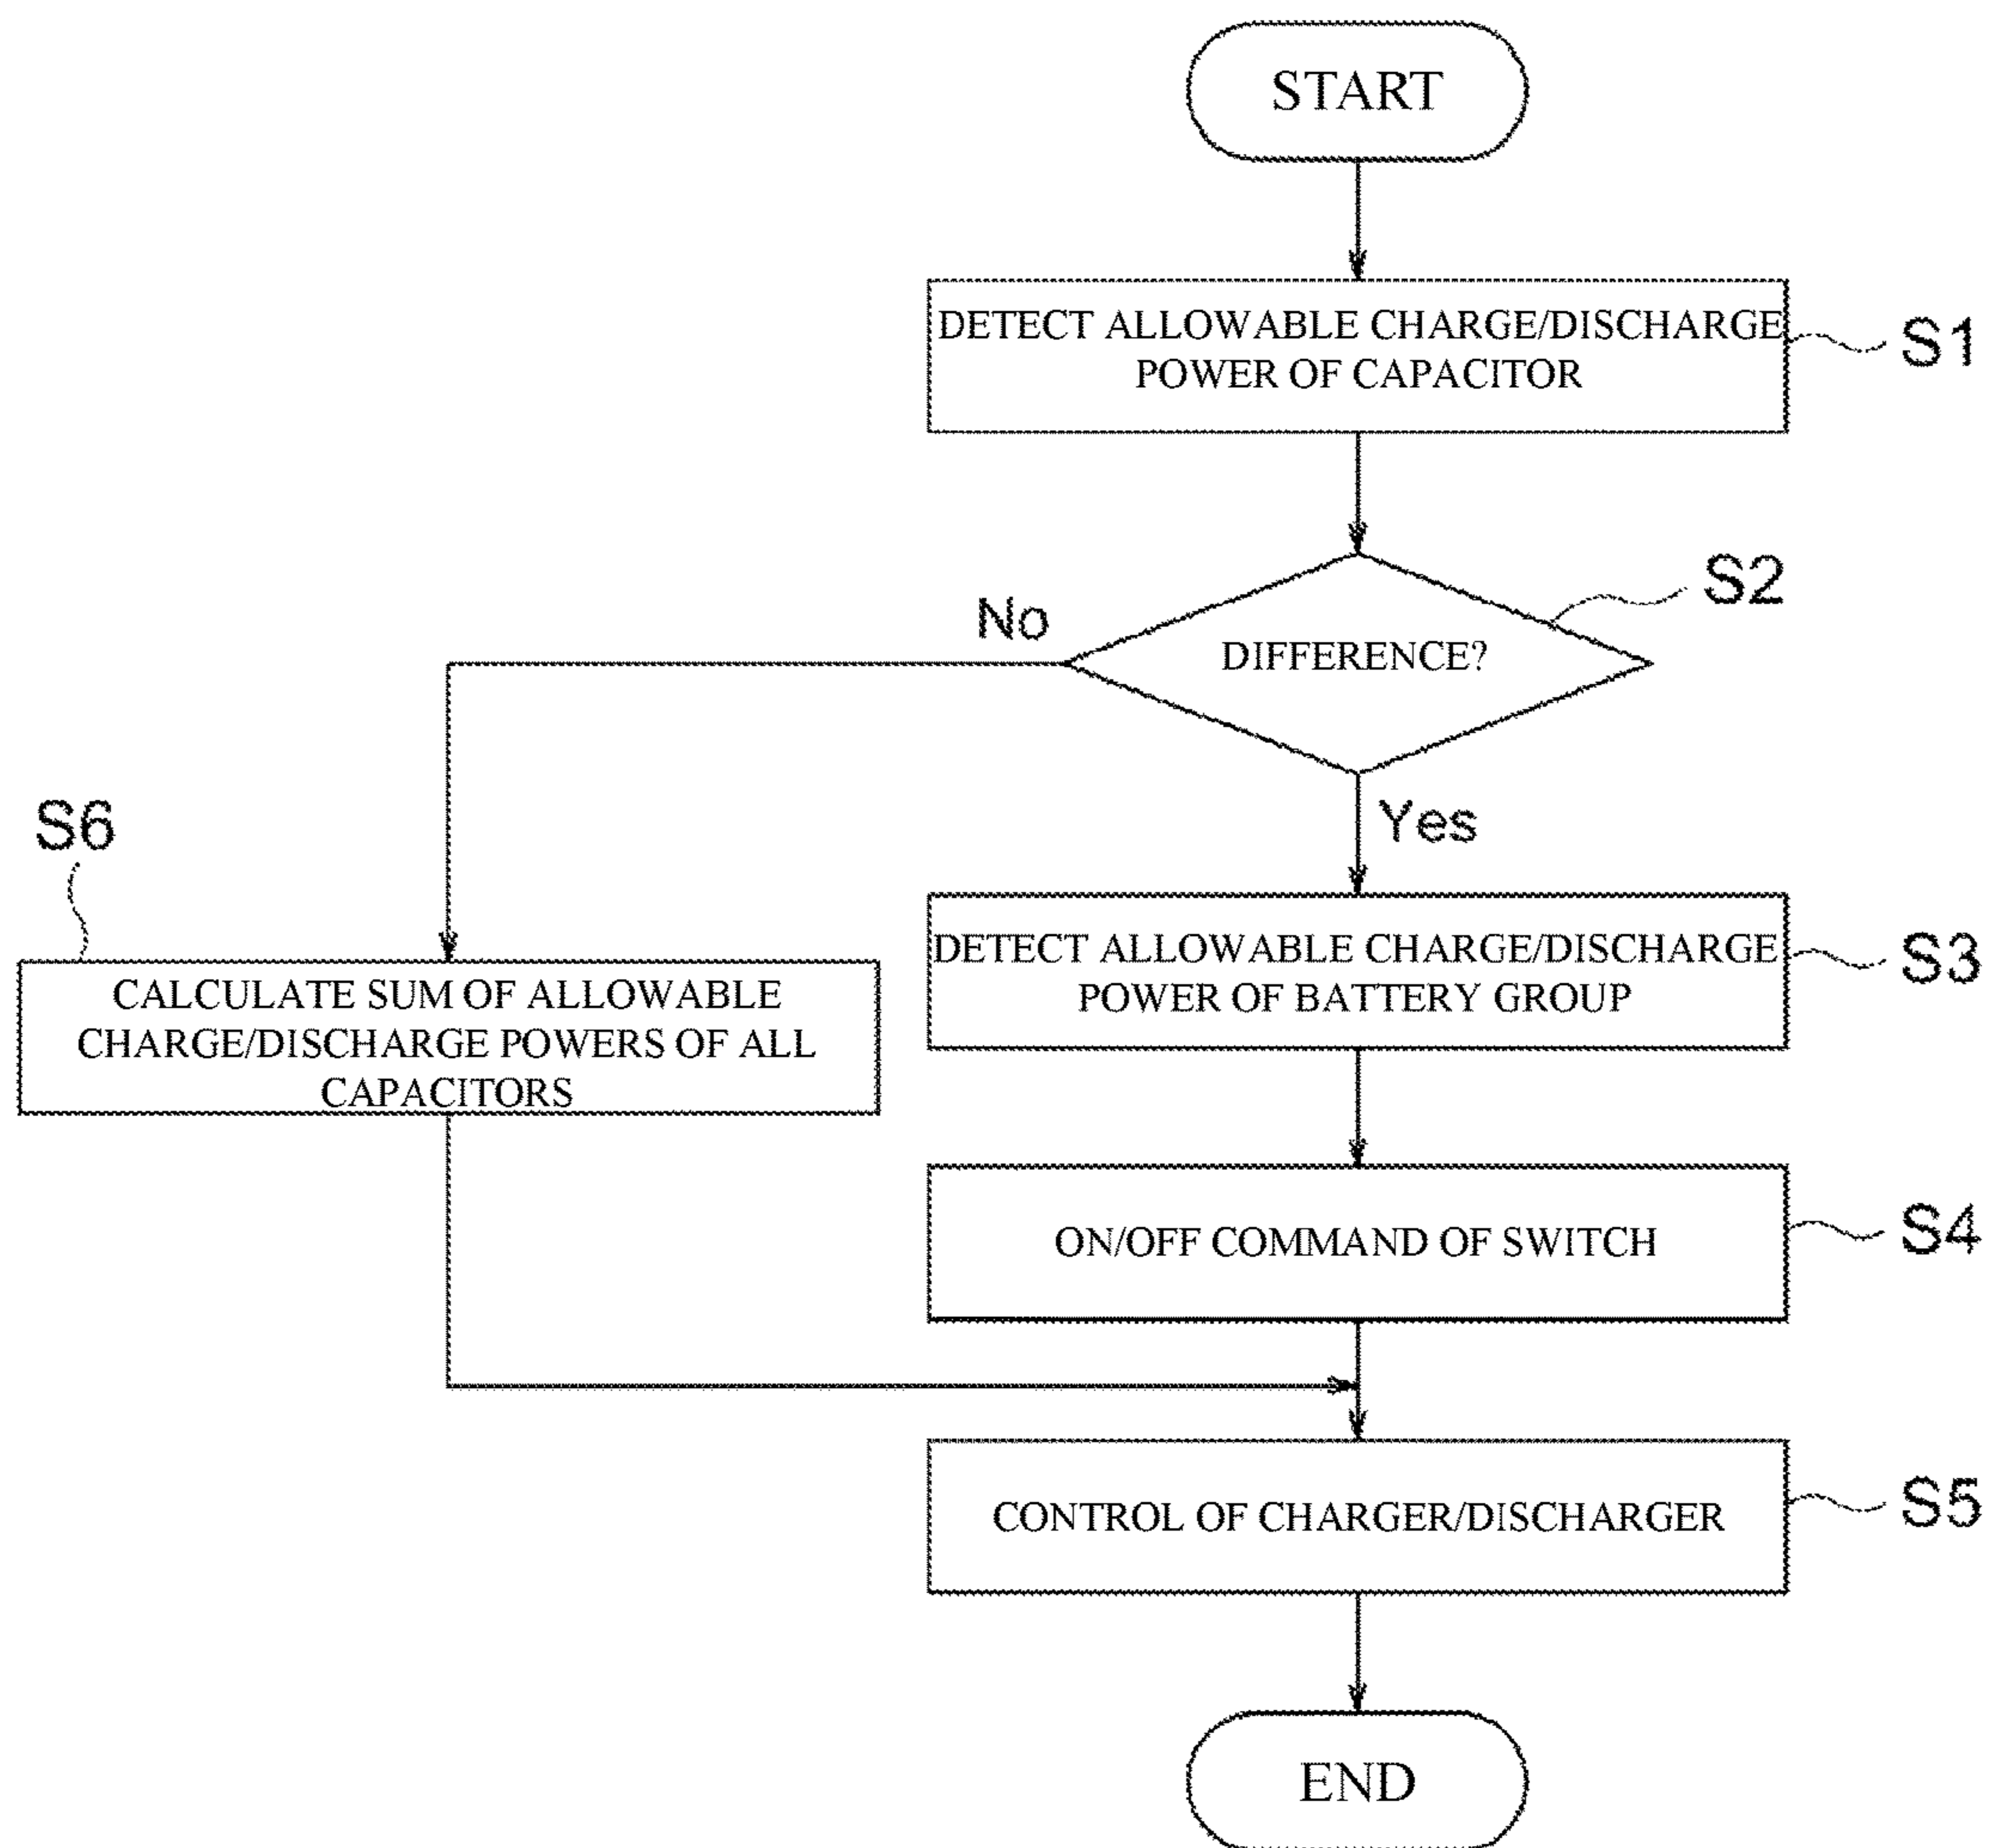 START
DETECT ALLOWABLE CHARGE/DISCHARGE
POWER OF CAPACITOR
S1
DIFFERENCE?
S2
No
Yes
S6
CALCULATE SUM OF ALLOWABLE
CHARGE/DISCHARGE POWERS OF ALL
CAPACITORS
DETECT ALLOWABLE CHARGE/DISCHARGE
POWER OF BATTERY GROUP
S3
ON/OFF COMMAND OF SWITCH
S4
CONTROL OF CHARGER/DISCHARGER
S5
END